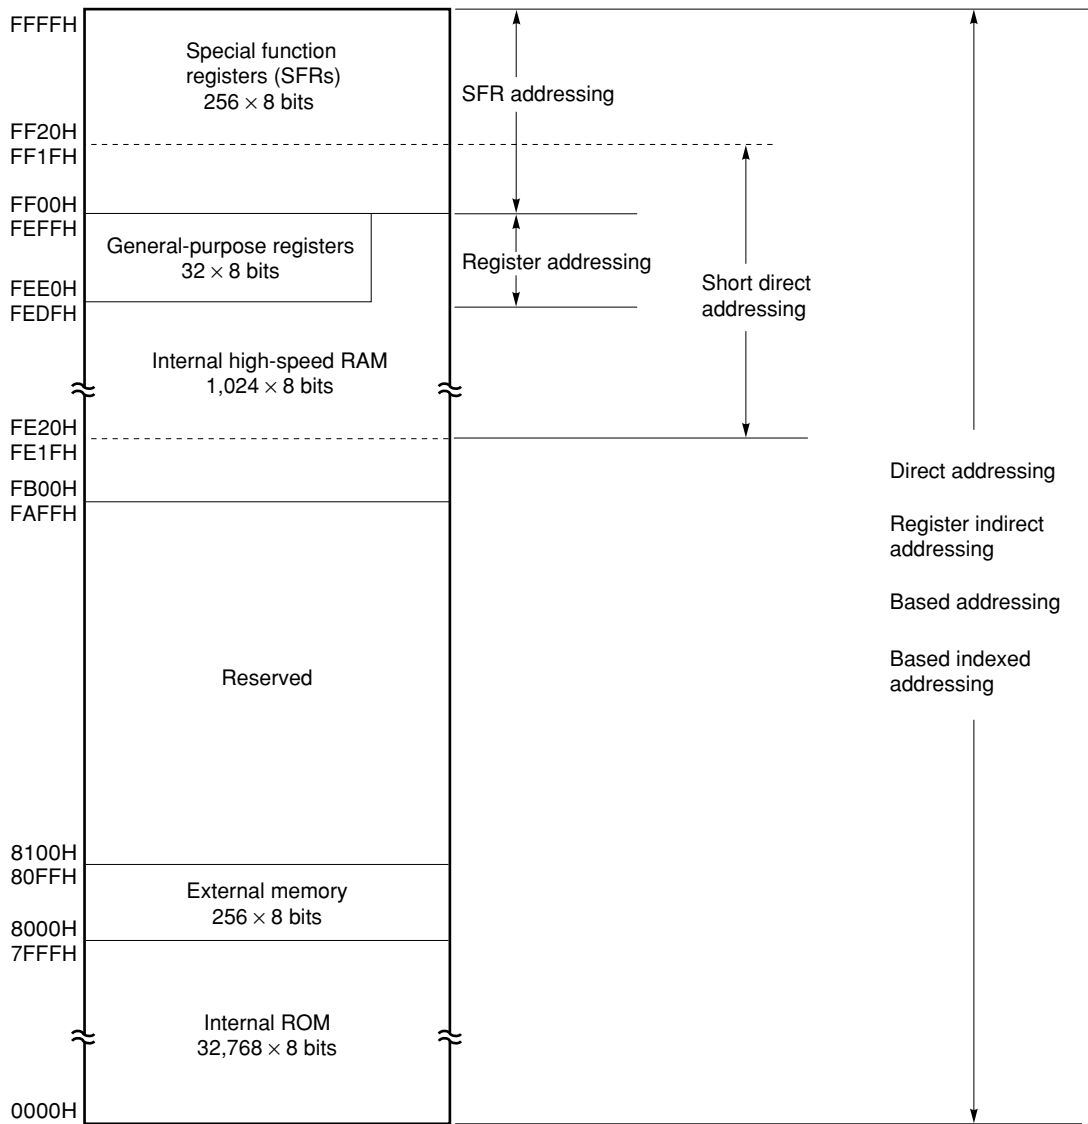 FFFFH
Special function
registers (SFRs)
256 × 8 bits
SFR addressing
FF20H
FF1FH
FF00H
FEFFH
General-purpose registers
32 × 8 bits
Register addressing
Short direct
addressing
FEE0H
FEDFH
Internal high-speed RAM
1,024 × 8 bits
FE20H
FE1FH
FB00H
FAFFH
Direct addressing
Register indirect
addressing
Based addressing
Based indexed
addressing
Reserved
8100H
80FFH
External memory
256 × 8 bits
8000H
7FFFH
Internal ROM
32,768 × 8 bits
0000H